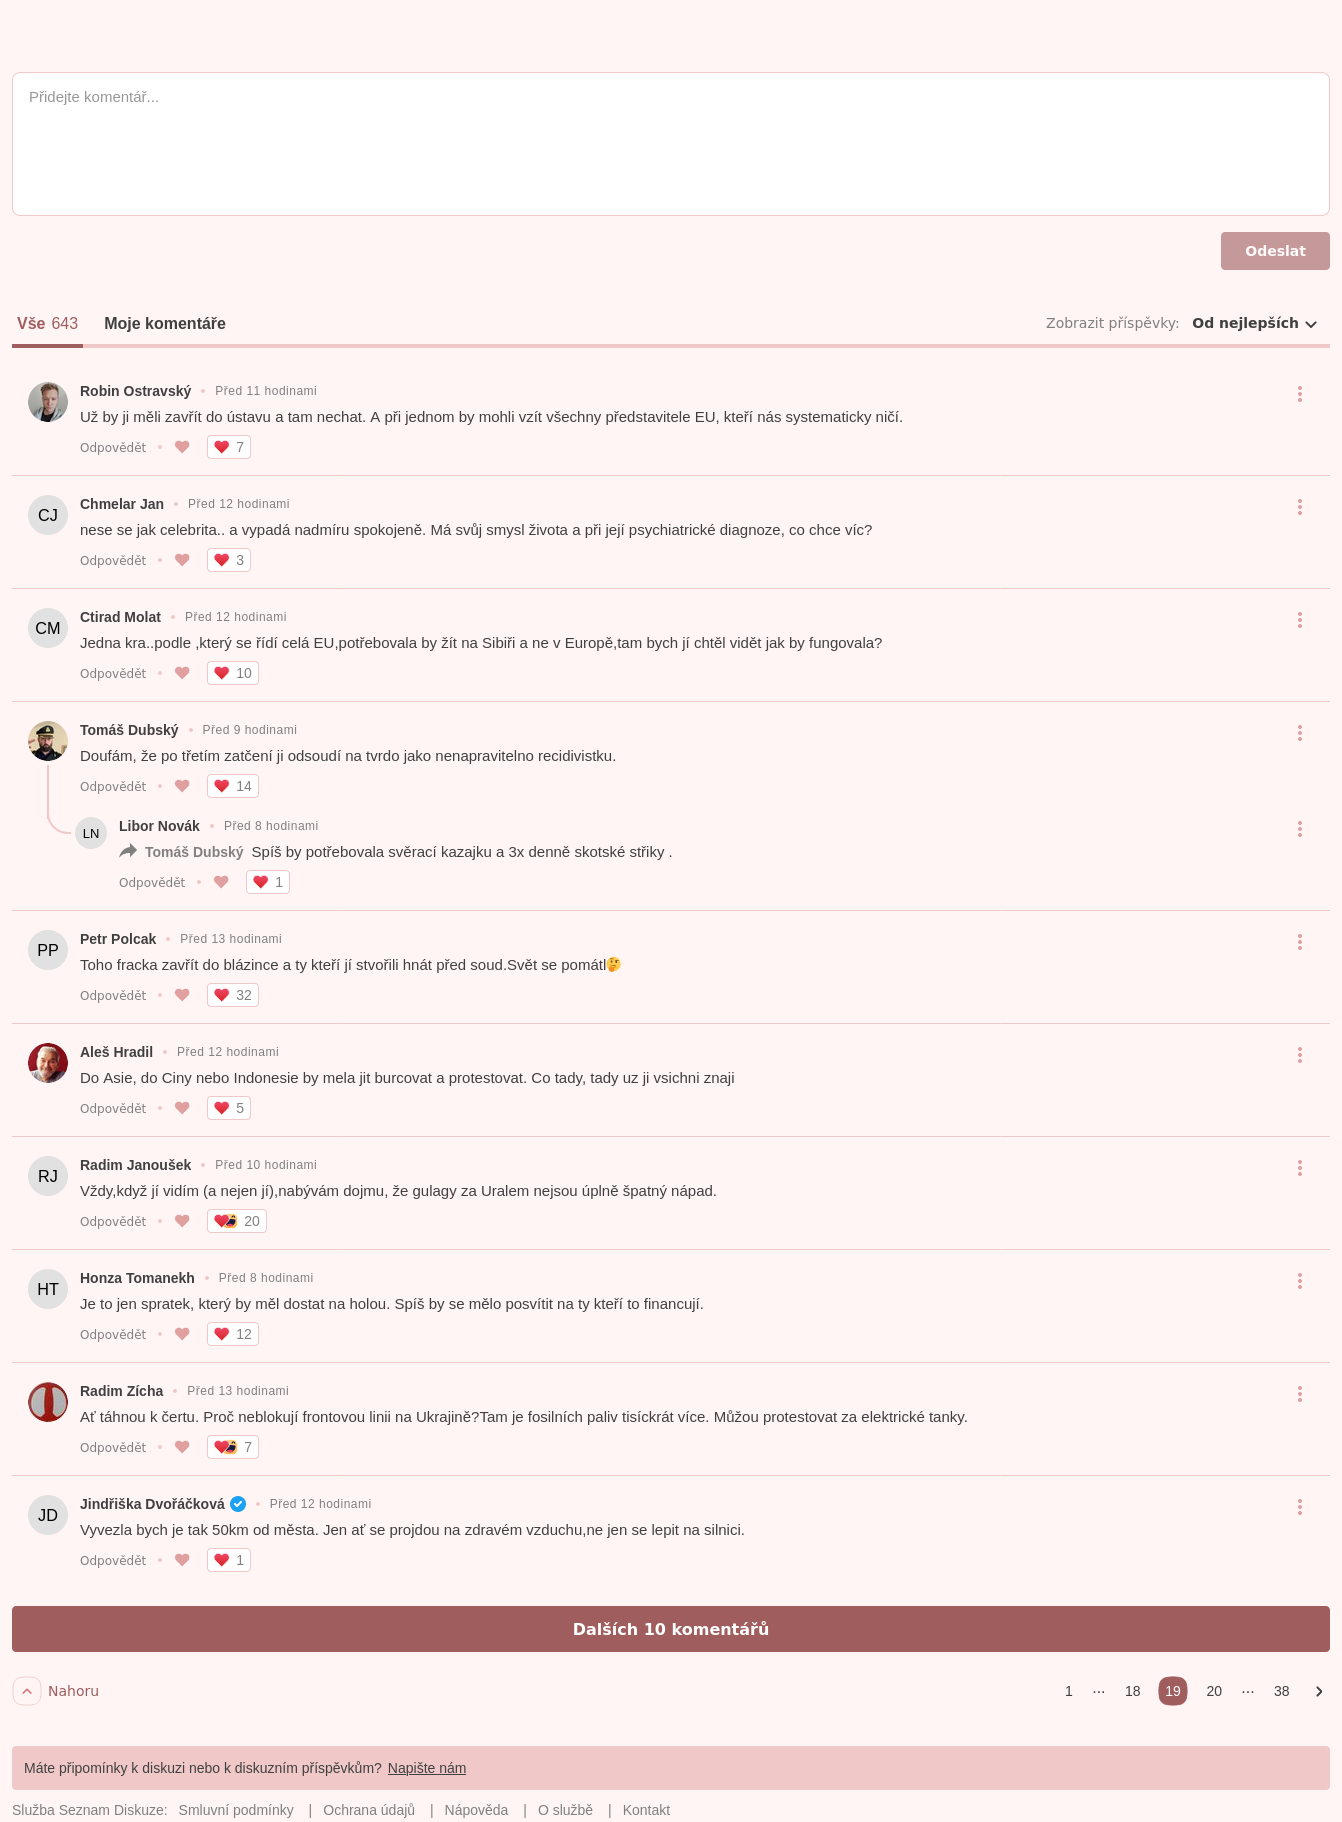 Přidejte komentář...
Odeslat
Vše 643 Moje komentáře Zobrazit příspěvky: Od nejlepších
Robin Ostravský • Před 11 hodinami
Už by ji měli zavřít do ústavu a tam nechat. A při jednom by mohli vzít všechny představitele EU, kteří nás systematicky ničí.
Odpovědět • 7
CJ Chmelar Jan • Před 12 hodinami
nese se jak celebrita.. a vypadá nadmíru spokojeně. Má svůj smysl života a při její psychiatrické diagnoze, co chce víc?
Odpovědět • 3
CM Ctirad Molat • Před 12 hodinami
Jedna kra..podle ,který se řídí celá EU,potřebovala by žít na Sibiři a ne v Evropě,tam bych jí chtěl vidět jak by fungovala?
Odpovědět • 10
Tomáš Dubský • Před 9 hodinami
Doufám, že po třetím zatčení ji odsoudí na tvrdo jako nenapravitelno recidivistku.
Odpovědět • 14
LN Libor Novák • Před 8 hodinami
Tomáš Dubský Spíš by potřebovala svěrací kazajku a 3x denně skotské střiky .
Odpovědět • 1
PP Petr Polcak • Před 13 hodinami
Toho fracka zavřít do blázince a ty kteří jí stvořili hnát před soud.Svět se pomátl🤔
Odpovědět • 32
Aleš Hradil • Před 12 hodinami
Do Asie, do Ciny nebo Indonesie by mela jit burcovat a protestovat. Co tady, tady uz ji vsichni znaji
Odpovědět • 5
RJ Radim Janoušek • Před 10 hodinami
Vždy,když jí vidím (a nejen jí),nabývám dojmu, že gulagy za Uralem nejsou úplně špatný nápad.
Odpovědět • 20
HT Honza Tomanekh • Před 8 hodinami
Je to jen spratek, který by měl dostat na holou. Spíš by se mělo posvítit na ty kteří to financují.
Odpovědět • 12
Radim Zícha • Před 13 hodinami
Ať táhnou k čertu. Proč neblokují frontovou linii na Ukrajině?Tam je fosilních paliv tisíckrát více. Můžou protestovat za elektrické tanky.
Odpovědět • 7
JD Jindřiška Dvořáčková • Před 12 hodinami
Vyvezla bych je tak 50km od města. Jen ať se projdou na zdravém vzduchu,ne jen se lepit na silnici.
Odpovědět • 1
Dalších 10 komentářů
Nahoru 1 ··· 18 19 20 ··· 38
Máte připomínky k diskuzi nebo k diskuzním příspěvkům? Napište nám
Služba Seznam Diskuze: Smluvní podmínky | Ochrana údajů | Nápověda | O službě | Kontakt